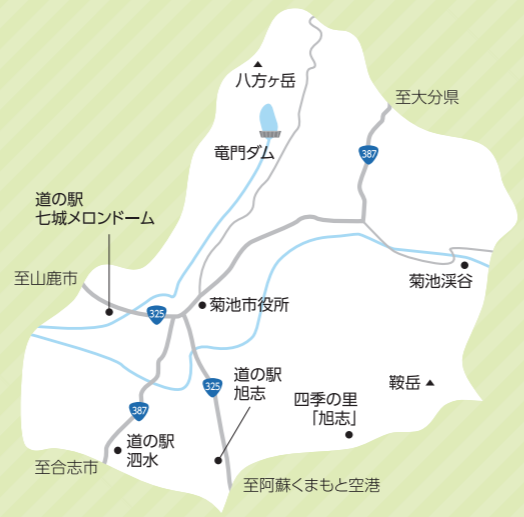 八方ヶ岳
至大分県
竜門ダム
387
道の駅
七城メロンドーム
至山鹿市
菊池渓谷
菊池市役所
325
道の駅
旭志
325
鞍岳
四季の里
「旭志」
387
道の駅
泗水
至合志市
至阿蘇くまもと空港